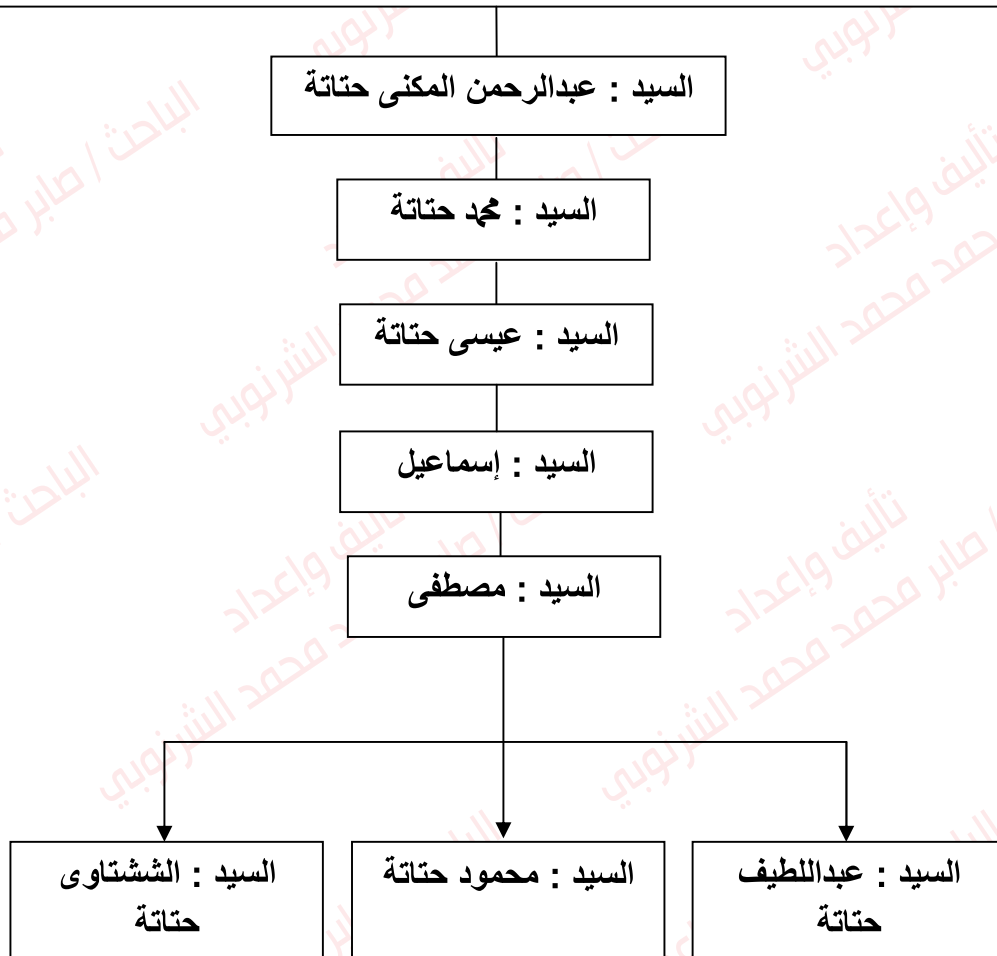 السيد : عبدالرحمن المكنى حتاتة
السيد : محمد حتاتة
السيد : عيسى حتاتة
السيد : إسماعيل
السيد : مصطفى
السيد : عبداللطيف
حتاتة
السيد : محمود حتاتة
السيد : الششتاوى
حتاتة
تأليف وإعداد
الباحث / صابر محمد محمد الشرنوبي